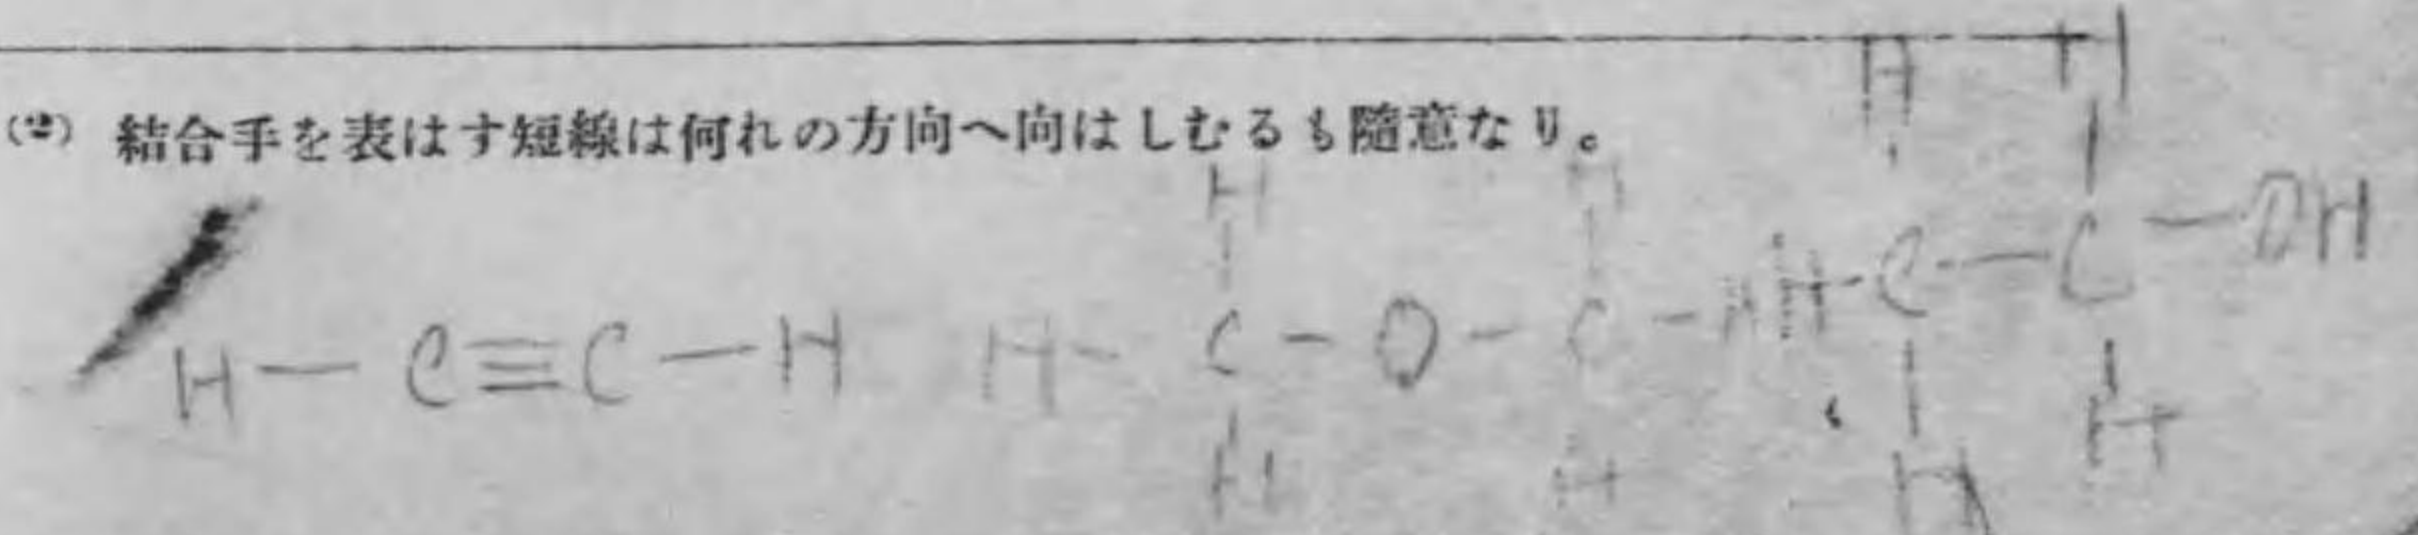 (2) 結合手を表はす短線は何れの方向へ向はしむるも隨意なり。
H H
H H C — OH
H — C ≡ C — H H - C - O - C - H H - C —
H H H H